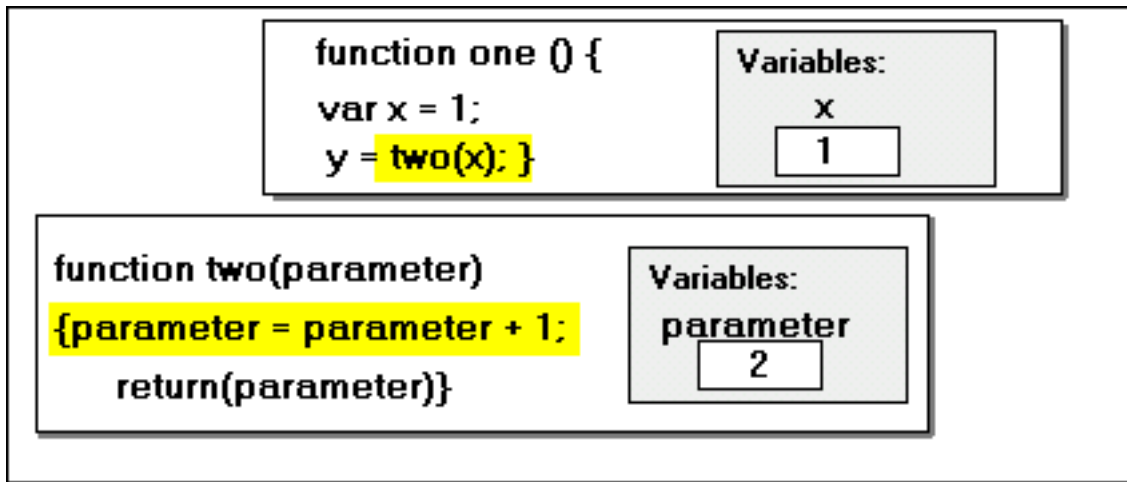 function one () {
var x = 1;
y = two(x); }
Variables:
x
1
function two(parameter)
{parameter = parameter + 1;
return(parameter)}
Variables:
parameter
2